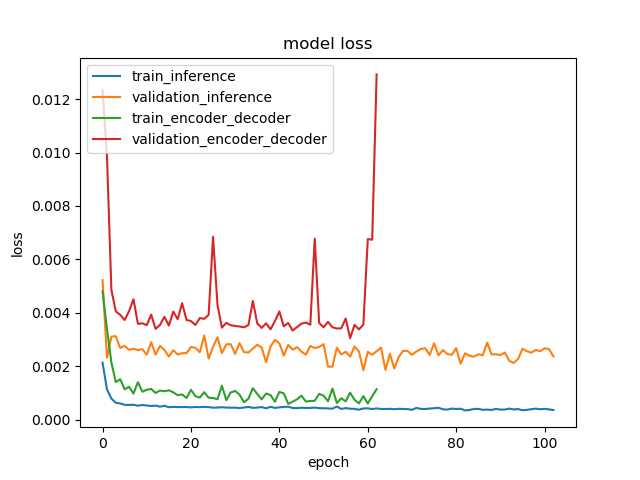 model loss
train_inference
validation_inference
train_encoder_decoder
validation_encoder_decoder
loss
0.012
0.010
0.008
0.006
0.004
0.002
0.000
0 20 40 60 80 100
epoch